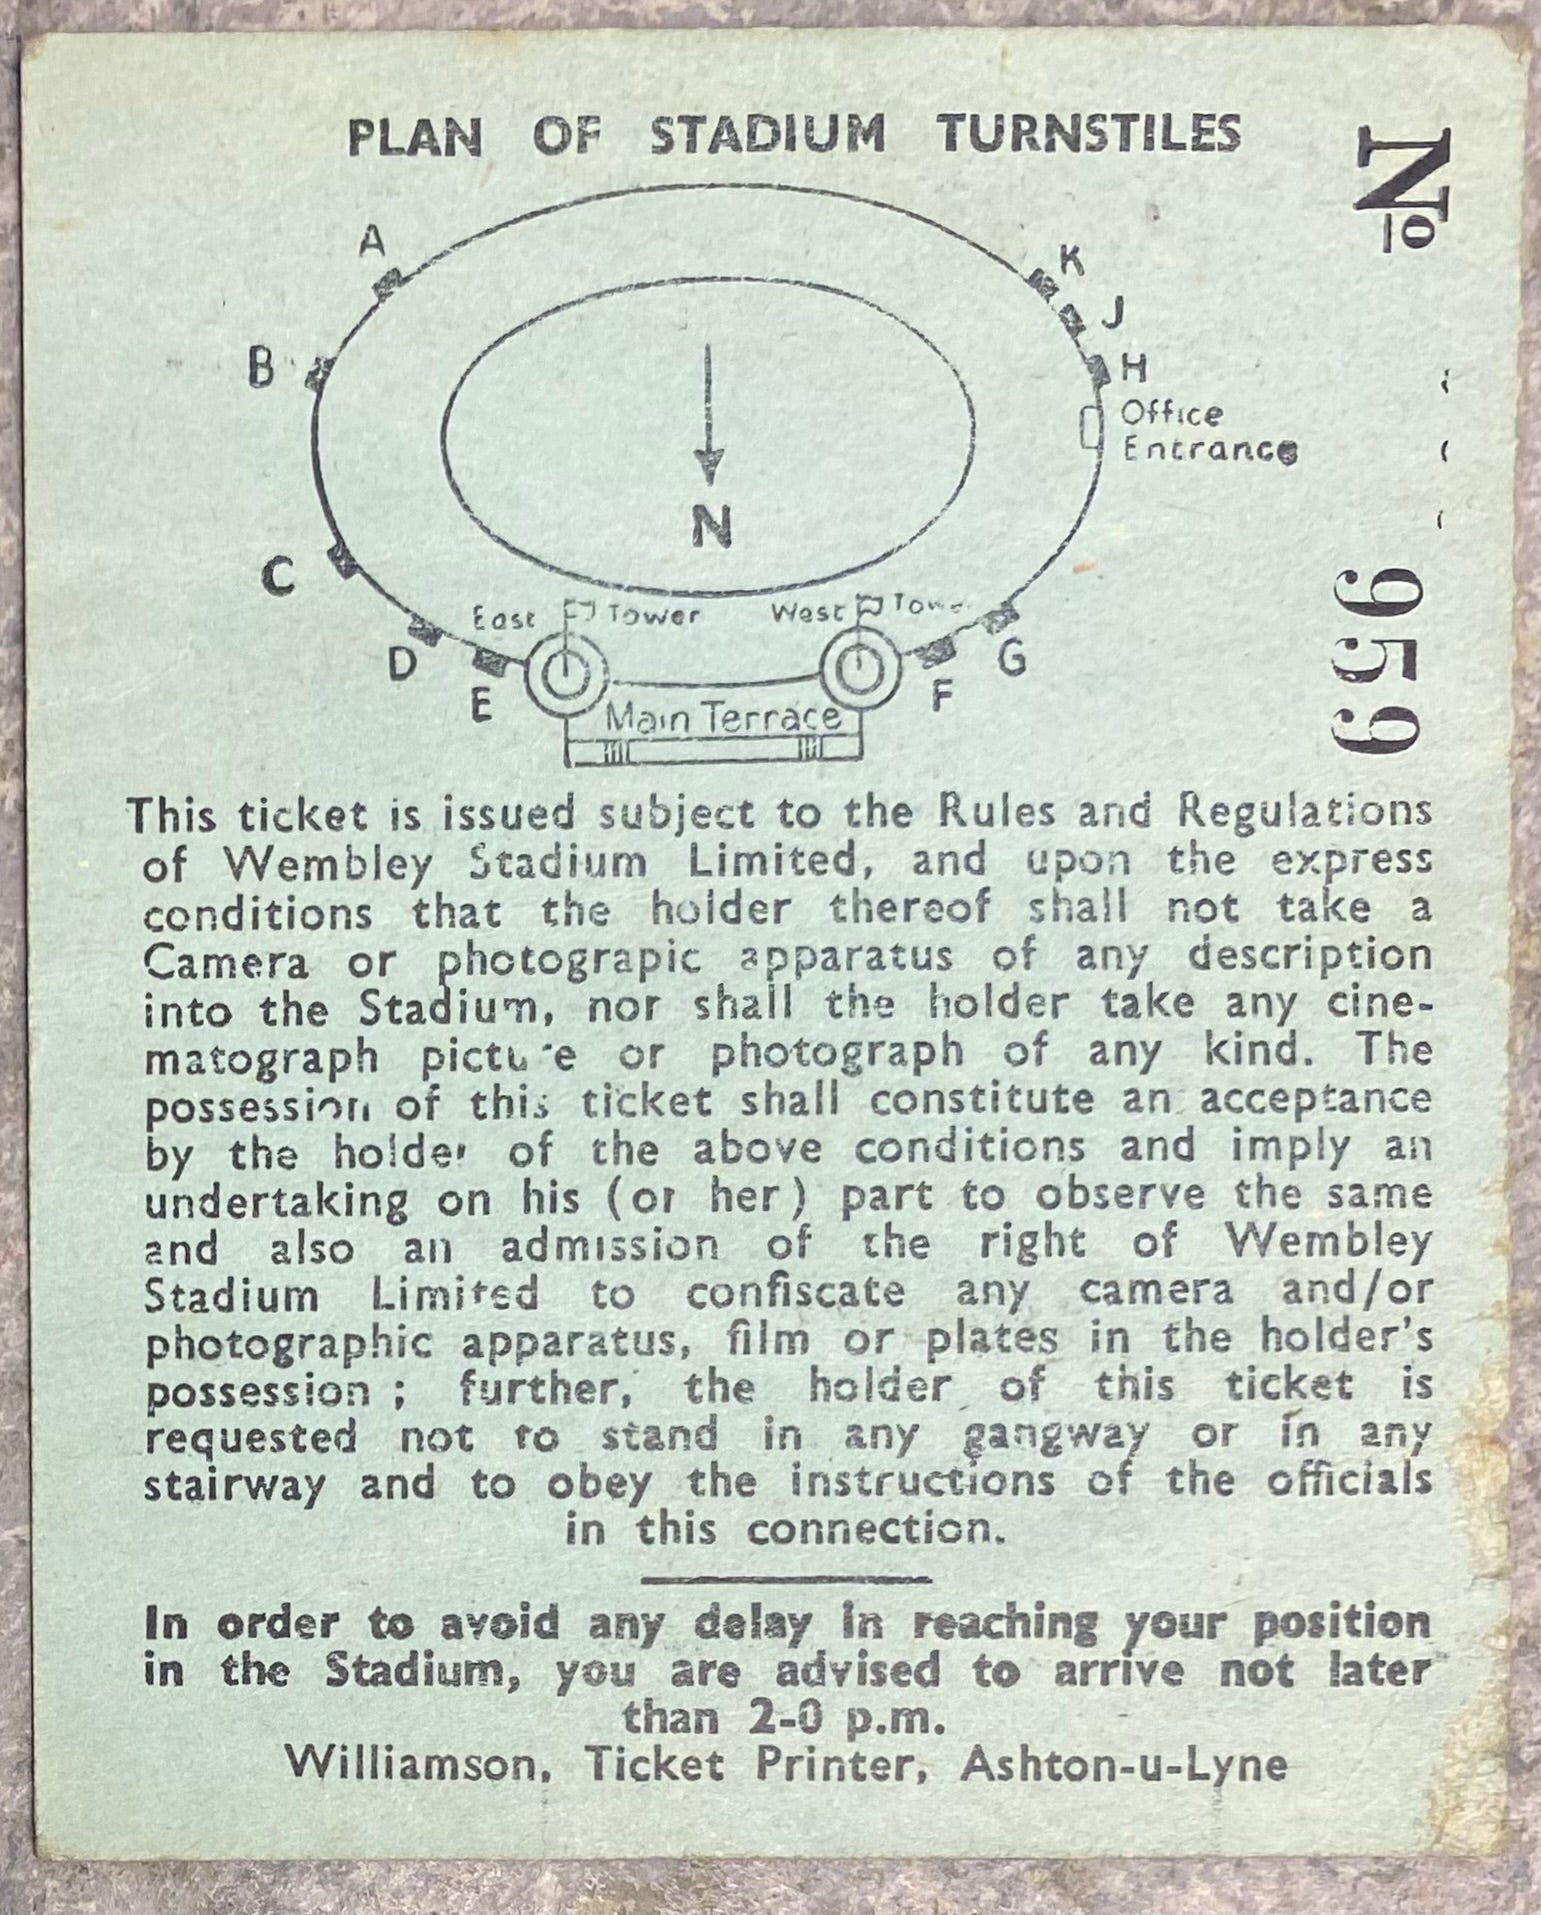 PLAN OF STADIUM TURNSTILES
No
959
A
K
J
B
H
Office
Entrance
N
C
East Tower
West
D
G
E
F
Main Terrace
This ticket is issued subject to the Rules and Regulations
of Wembley Stadium Limited, and upon the express
conditions that the holder thereof shall not take a
Camera or photograpic apparatus of any description
into the Stadium, nor shall the holder take any cine-
matograph picture or photograph of any kind. The
possession of this ticket shall constitute an acceptance
by the holder of the above conditions and imply an
undertaking on his (or her) part to observe the same
and also an admission of the right of Wembley
Stadium Limited to confiscate any camera and/or
photographic apparatus, film or plates in the holder's
possession ; further, the holder of this ticket is
requested not to stand in any gangway or in any
stairway and to obey the instructions of the officials
in this connection.
In order to avoid any delay in reaching your position
in the Stadium, you are advised to arrive not later
than 2-0 p.m.
Williamson, Ticket Printer, Ashton-u-Lyne